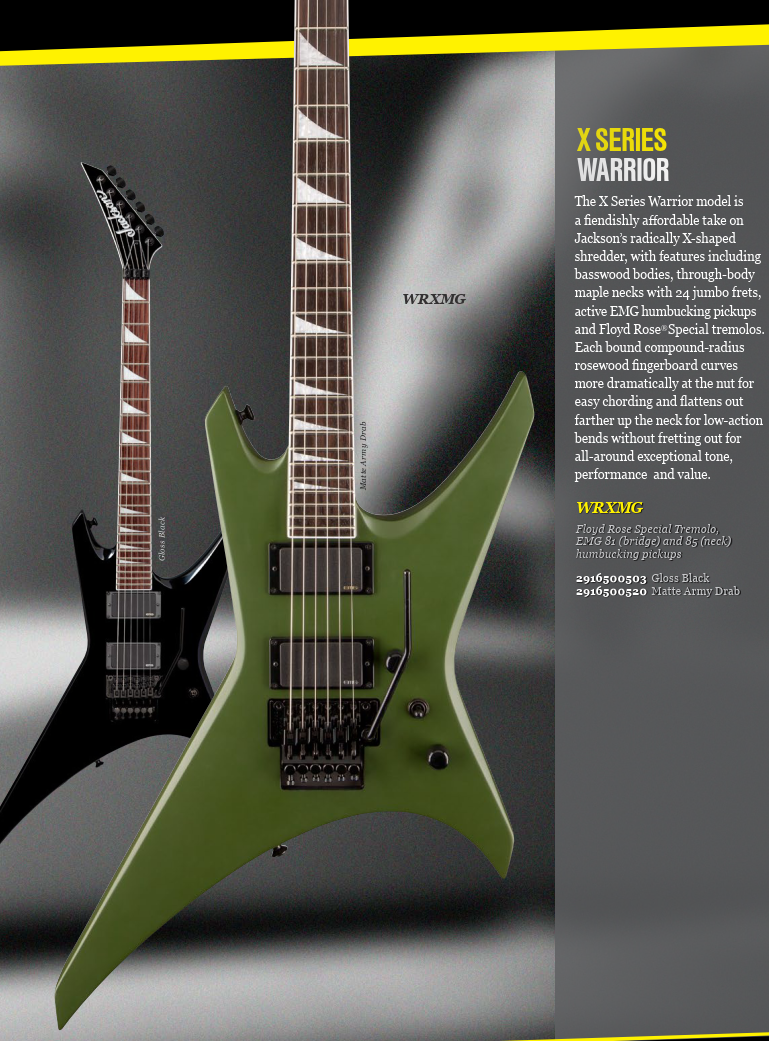 X SERIES
WARRIOR
The X Series Warrior model is
a fiendishly affordable take on
Jackson’s radically X-shaped
shredder, with features including
basswood bodies, through-body
maple necks with 24 jumbo frets,
active EMG humbucking pickups
and Floyd Rose® Special tremolos.
Each bound compound-radius
rosewood fingerboard curves
more dramatically at the nut for
easy chording and flattens out
farther up the neck for low-action
bends without fretting out for
all-around exceptional tone,
performance and value.
WRXMG
Floyd Rose Special Tremolo,
EMG 81 (bridge) and 85 (neck)
humbucking pickups
2916500503 Gloss Black
2916500520 Matte Army Drab
WRXMG
Matte Army Drab
Gloss Black
Jackson